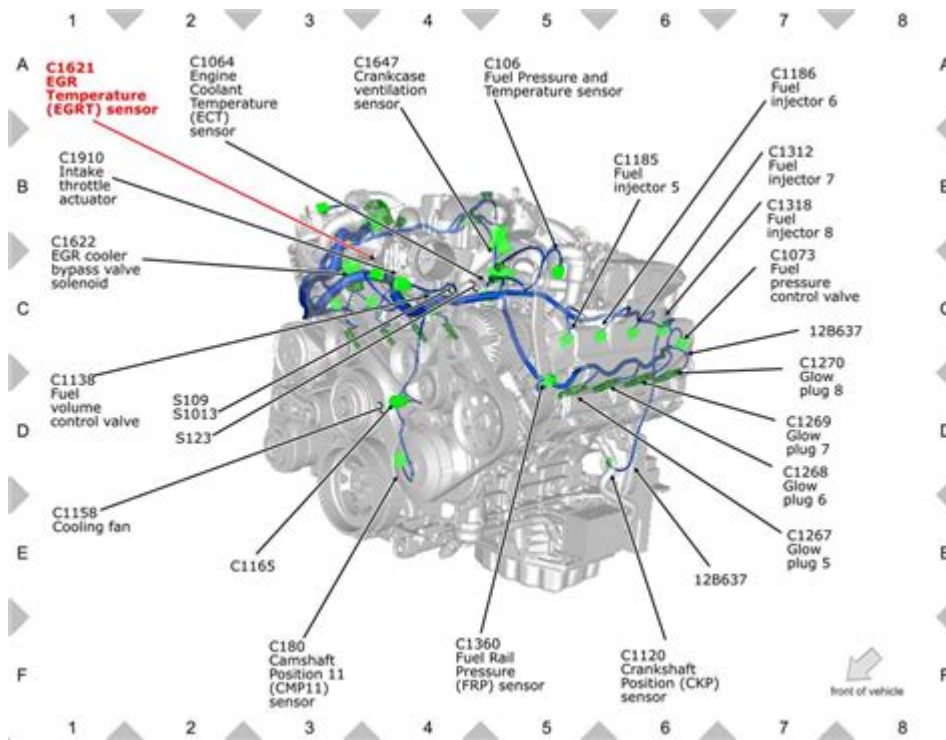 1 2 3 4 5 6 7 8
A A
C1621
EGR
Temperature
(EGRT) sensor
C1064
Engine
Coolant
Temperature
(ECT)
sensor
C1647
Crankcase
ventilation
sensor
C106
Fuel Pressure and
Temperature sensor
C1186
Fuel
injector 6
B B
C1910
Intake
throttle
actuator
C1185
Fuel
injector 5
C1312
Fuel
injector 7
C1318
Fuel
injector 8
C1622
EGR cooler
bypass valve
solenoid
C1073
Fuel
pressure
control valve
C C
12B637
C1138
Fuel
volume
control valve
S109
S1013
S123
C1270
Glow
plug 8
D D
C1269
Glow
plug 7
C1268
Glow
plug 6
C1158
Cooling fan
C1267
Glow
plug 5
E E
C1165
12B637
C180
Camshaft
Position 11
(CMP11)
sensor
C1360
Fuel Rail
Pressure
(FRP) sensor
C1120
Crankshaft
Position (CKP)
sensor
F F
front of vehicle
1 2 3 4 5 6 7 8